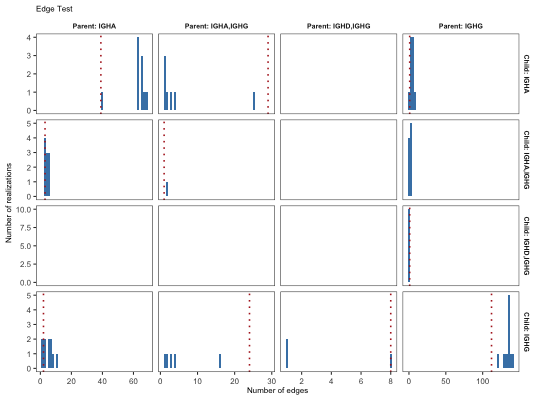 Edge Test
Parent: IGHA
Parent: IGHA,IGHG
Parent: IGHD,IGHG
Parent: IGHG
4
3
2
1
0
Child: IGHA
5
4
3
2
1
0
Child: IGHA,IGHG
10.0
7.5
5.0
2.5
0.0
Child: IGHD,IGHG
5
4
3
2
1
0
Child: IGHG
0 20 40 60
0 10 20 30
2 4 6 8
0 50 100
Number of edges
Number of realizations